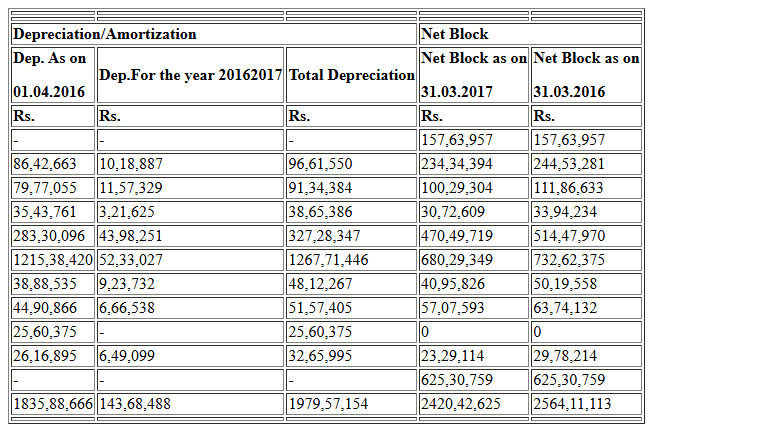 Depreciation/Amortization Net Block
Dep. As on 01.04.2016 Dep.For the year 20162017 Total Depreciation Net Block as on 31.03.2017 Net Block as on 31.03.2016
Rs. Rs. Rs. Rs. Rs.
- - - 157,63,957 157,63,957
86,42,663 10,18,887 96,61,550 234,34,394 244,53,281
79,77,055 11,57,329 91,34,384 100,29,304 111,86,633
35,43,761 3,21,625 38,65,386 30,72,609 33,94,234
283,30,096 43,98,251 327,28,347 470,49,719 514,47,970
1215,38,420 52,33,027 1267,71,446 680,29,349 732,62,375
38,88,535 9,23,732 48,12,267 40,95,826 50,19,558
44,90,866 6,66,538 51,57,405 57,07,593 63,74,132
25,60,375 - 25,60,375 0 0
26,16,895 6,49,099 32,65,995 23,29,114 29,78,214
- - - 625,30,759 625,30,759
1835,88,666 143,68,488 1979,57,154 2420,42,625 2564,11,113